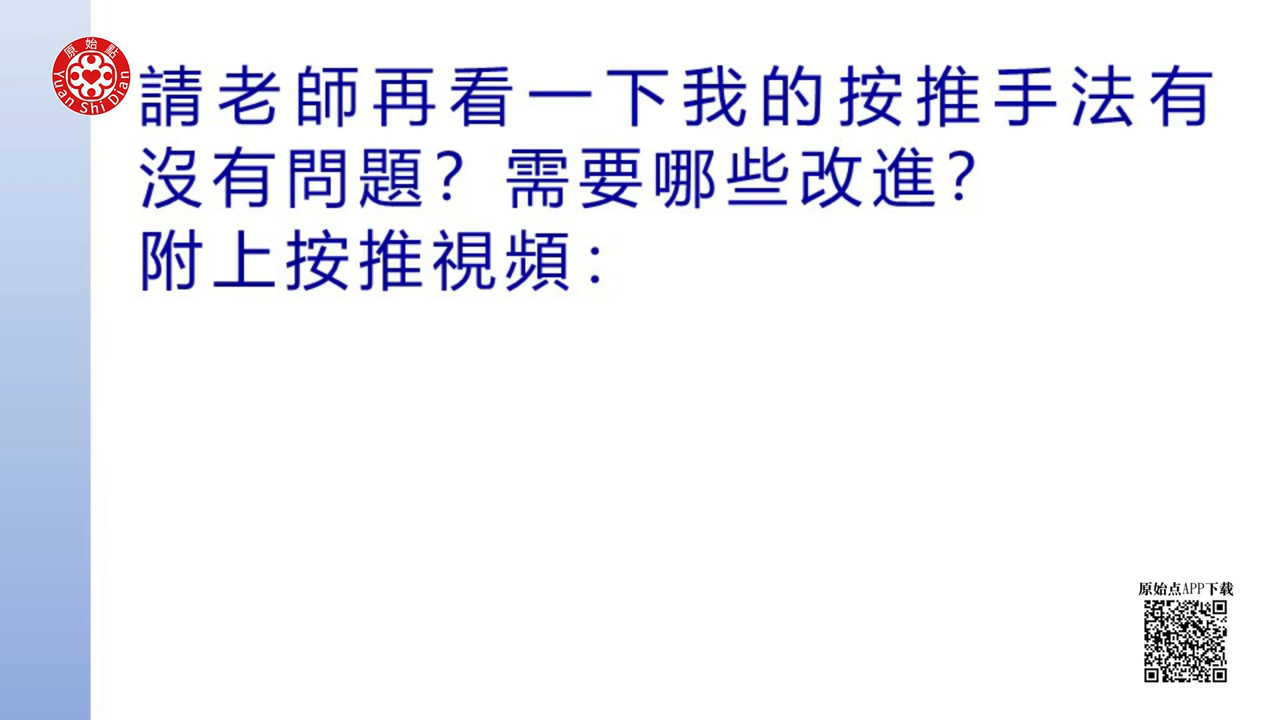 原始點
Yuan Shi Dian
請老師再看一下我的按推手法有
沒有問題？需要哪些改進？
附上按推視頻：
原始点APP下载